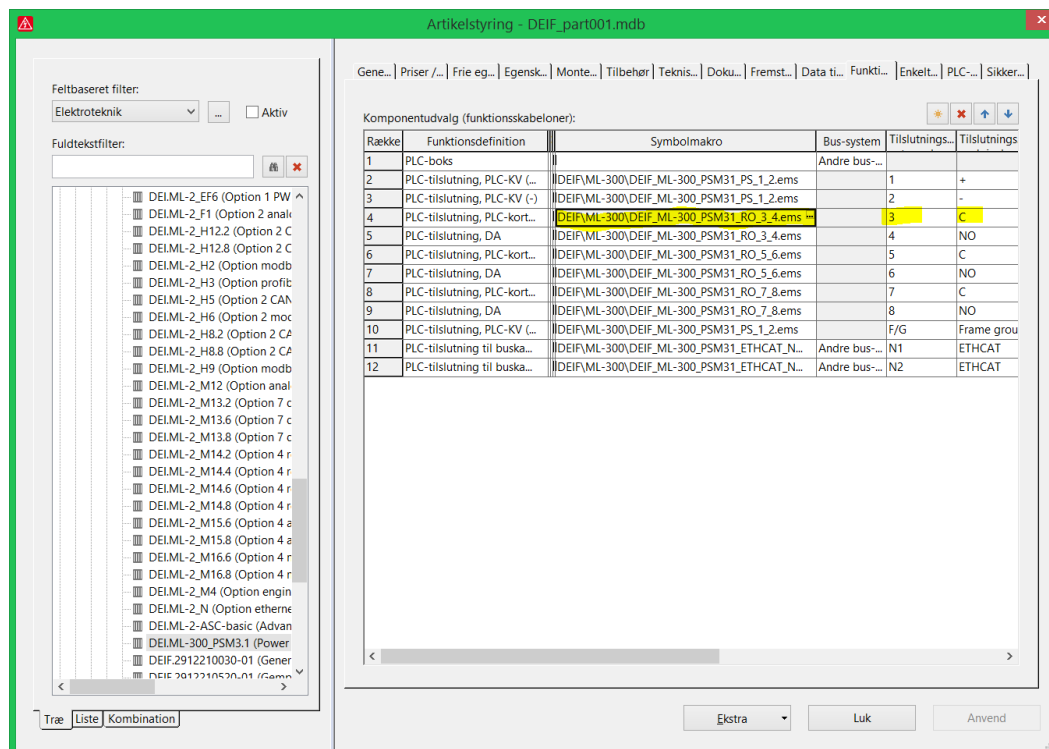 Artikelstyring - DEIF_part001.mdb
Feltbaseret filter:
Elektroteknik ... Aktiv
Fuldtekstfilter:
DEI.ML-2_EF6 (Option 1 PW
DEI.ML-2_F1 (Option 2 analo
DEI.ML-2_H12.2 (Option 2 C
DEI.ML-2_H12.8 (Option 2 C
DEI.ML-2_H2 (Option modb
DEI.ML-2_H3 (Option profib
DEI.ML-2_H5 (Option 2 CAN
DEI.ML-2_H6 (Option 2 mod
DEI.ML-2_H8.2 (Option 2 CA
DEI.ML-2_H8.8 (Option 2 CA
DEI.ML-2_H9 (Option modb
DEI.ML-2_M12 (Option anal
DEI.ML-2_M13.2 (Option 7 c
DEI.ML-2_M13.6 (Option 7 c
DEI.ML-2_M13.8 (Option 7 c
DEI.ML-2_M14.2 (Option 4 r
DEI.ML-2_M14.4 (Option 4 r
DEI.ML-2_M14.6 (Option 4 r
DEI.ML-2_M14.8 (Option 4 r
DEI.ML-2_M15.6 (Option 4 a
DEI.ML-2_M15.8 (Option 4 a
DEI.ML-2_M16.6 (Option 4 r
DEI.ML-2_M16.8 (Option 4 r
DEI.ML-2_M4 (Option engin
DEI.ML-2_N (Option etherne
DEI.ML-2-ASC-basic (Advan
DEI.ML-300_PSM3.1 (Power
DEIF.2912210030-01 (Gener
DEIF.2912210520-01 (Gemn
Træ Liste Kombination
Gene... Priser /... Frie eg... Egensk... Monte... Tilbehør Teknis... Doku... Fremst... Data ti... Funkti... Enkelt... PLC-... Sikker...
Komponentudvalg (funktionsskabeloner):
Række Funktionsdefinition Symbolmakro Bus-system Tilslutnings... Tilslutnings
1 PLC-boks Andre bus-...
2 PLC-tilslutning, PLC-KV (... DEIF\ML-300\DEIF_ML-300_PSM31_PS_1_2.ems 1 +
3 PLC-tilslutning, PLC-KV (-) DEIF\ML-300\DEIF_ML-300_PSM31_PS_1_2.ems 2 -
4 PLC-tilslutning, PLC-kort... DEIF\ML-300\DEIF_ML-300_PSM31_RO_3_4.ems ... 3 C
5 PLC-tilslutning, DA DEIF\ML-300\DEIF_ML-300_PSM31_RO_3_4.ems 4 NO
6 PLC-tilslutning, PLC-kort... DEIF\ML-300\DEIF_ML-300_PSM31_RO_5_6.ems 5 C
7 PLC-tilslutning, DA DEIF\ML-300\DEIF_ML-300_PSM31_RO_5_6.ems 6 NO
8 PLC-tilslutning, PLC-kort... DEIF\ML-300\DEIF_ML-300_PSM31_RO_7_8.ems 7 C
9 PLC-tilslutning, DA DEIF\ML-300\DEIF_ML-300_PSM31_RO_7_8.ems 8 NO
10 PLC-tilslutning, PLC-KV (... DEIF\ML-300\DEIF_ML-300_PSM31_PS_1_2.ems F/G Frame grou
11 PLC-tilslutning til buska... DEIF\ML-300\DEIF_ML-300_PSM31_ETHCAT_N... Andre bus-... N1 ETHCAT
12 PLC-tilslutning til buska... DEIF\ML-300\DEIF_ML-300_PSM31_ETHCAT_N... Andre bus-... N2 ETHCAT
Ekstra Luk Anvend